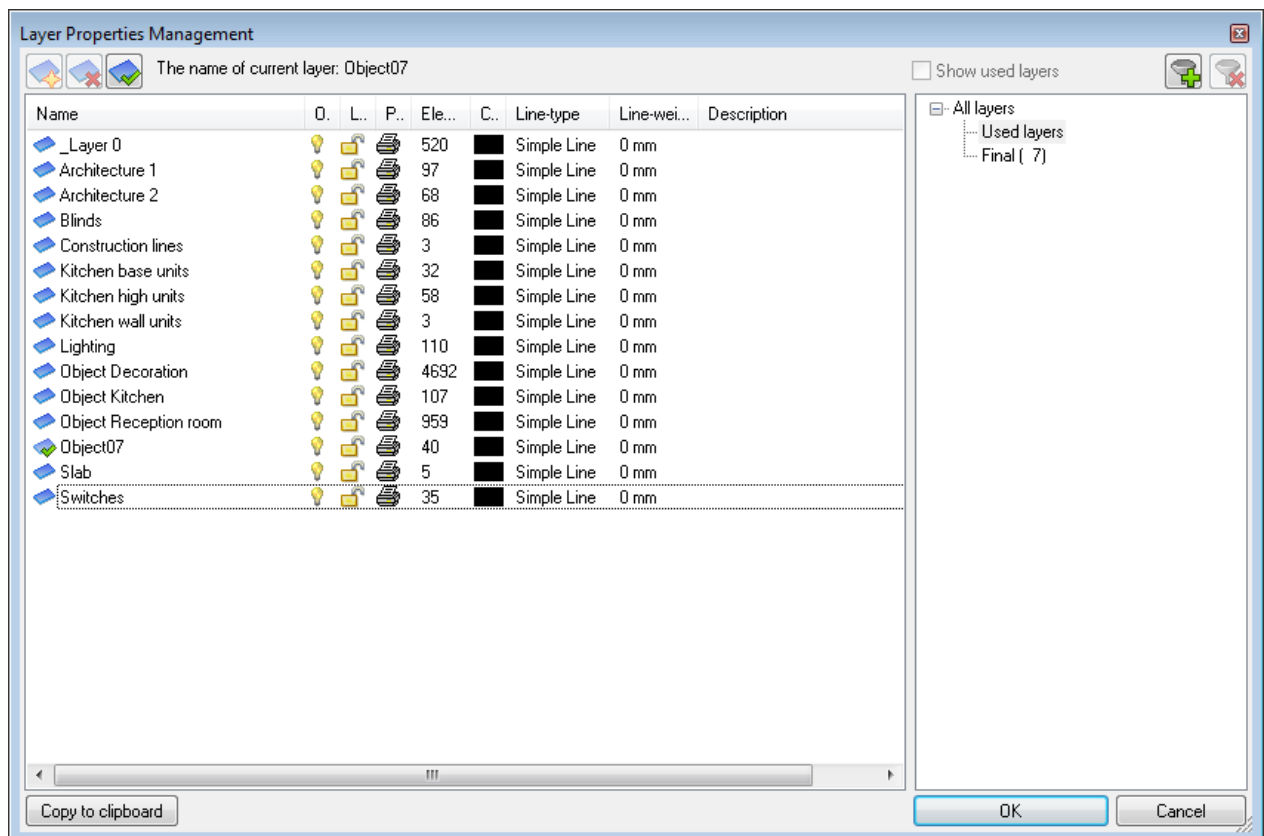 Layer Properties Management
The name of current layer: Object07
Show used layers
Name O. L.. P.. Ele... C.. Line-type Line-wei... Description
_Layer 0 520 Simple Line 0 mm
Architecture 1 97 Simple Line 0 mm
Architecture 2 68 Simple Line 0 mm
Blinds 86 Simple Line 0 mm
Construction lines 3 Simple Line 0 mm
Kitchen base units 32 Simple Line 0 mm
Kitchen high units 58 Simple Line 0 mm
Kitchen wall units 3 Simple Line 0 mm
Lighting 110 Simple Line 0 mm
Object Decoration 4692 Simple Line 0 mm
Object Kitchen 107 Simple Line 0 mm
Object Reception room 959 Simple Line 0 mm
Object07 40 Simple Line 0 mm
Slab 5 Simple Line 0 mm
Switches 35 Simple Line 0 mm
All layers
Used layers
Final ( 7)
Copy to clipboard
OK
Cancel